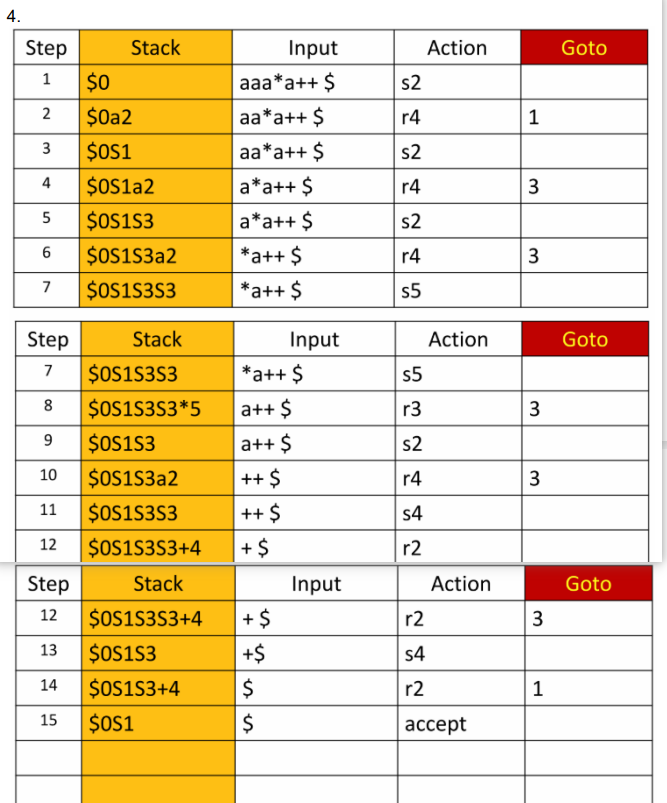 4.
Step Stack Input Action Goto
1 $0 aaa*a++ $ s2
2 $0a2 aa*a++ $ r4 1
3 $0S1 aa*a++ $ s2
4 $0S1a2 a*a++ $ r4 3
5 $0S1S3 a*a++ $ s2
6 $0S1S3a2 *a++ $ r4 3
7 $0S1S3S3 *a++ $ s5
Step Stack Input Action Goto
7 $0S1S3S3 *a++ $ s5
8 $0S1S3S3*5 a++ $ r3 3
9 $0S1S3 a++ $ s2
10 $0S1S3a2 ++ $ r4 3
11 $0S1S3S3 ++ $ s4
12 $0S1S3S3+4 + $ r2
Step Stack Input Action Goto
12 $0S1S3S3+4 + $ r2 3
13 $0S1S3 +$ s4
14 $0S1S3+4 $ r2 1
15 $0S1 $ accept